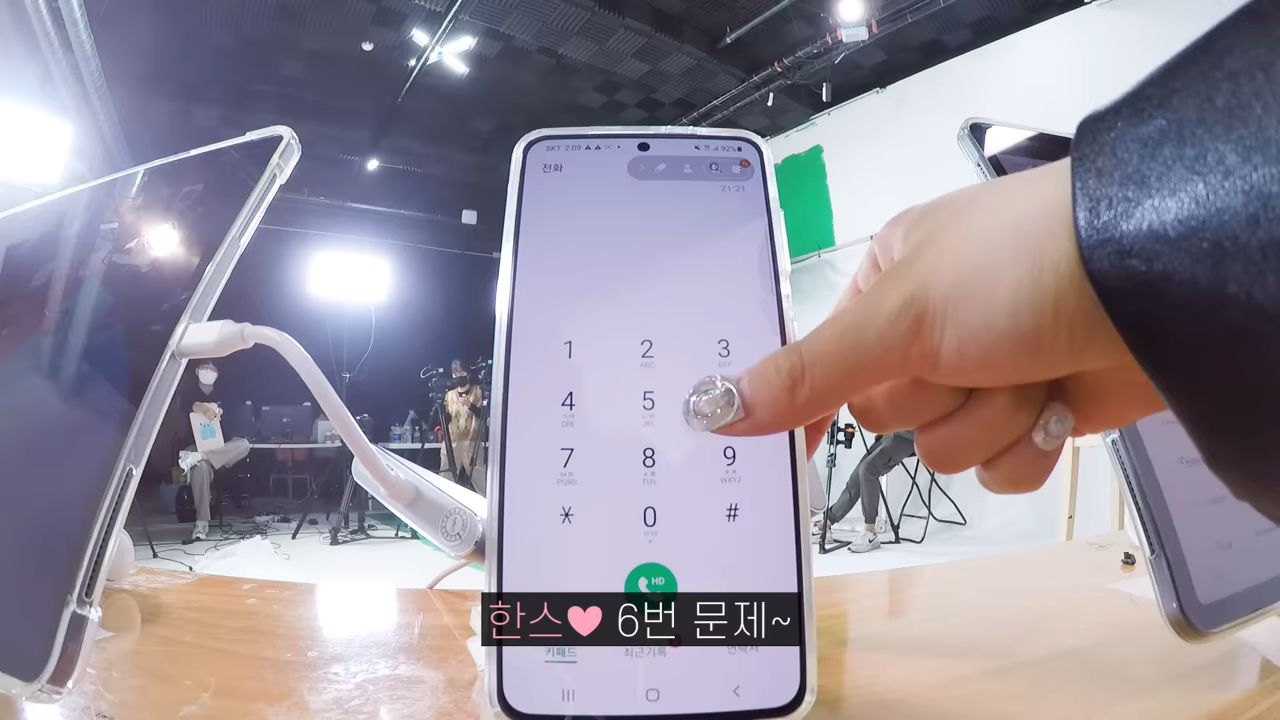 SKT 2:09
92%
전화
21:21
1 2 3
ABC DEF
4 5
GHI JKL
7 8 9
PQRS TUV WXYZ
* 0 #
+
HD
한스♥ 6번 문제~
키패드 최근기록 연락처